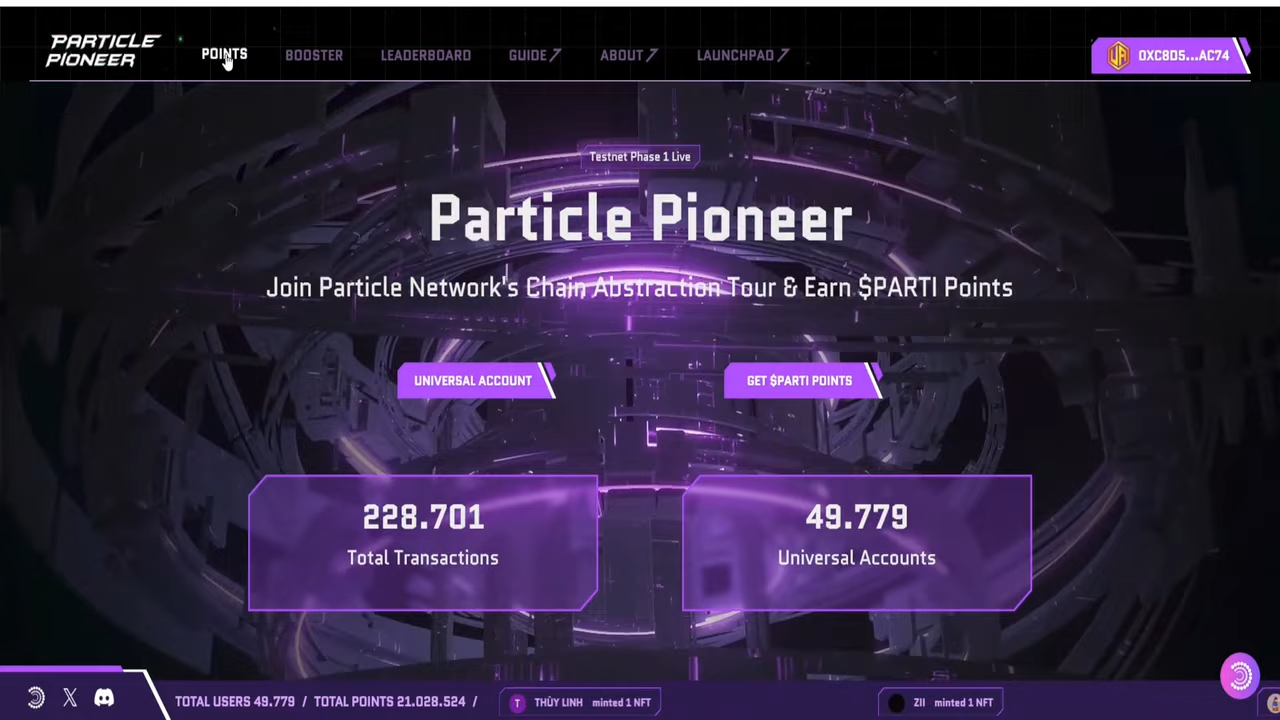 PARTICLE
PIONEER
POINTS
BOOSTER
LEADERBOARD
GUIDE
ABOUT
LAUNCHPAD
UA
0XC8D5...AC74
Testnet Phase 1 Live
Particle Pioneer
Join Particle Network's Chain Abstraction Tour & Earn $PARTI Points
UNIVERSAL ACCOUNT
GET $PARTI POINTS
228.701
Total Transactions
49.779
Universal Accounts
TOTAL USERS 49.779 / TOTAL POINTS 21.028.524 /
T THÙY LINH minted 1 NFT
ZII minted 1 NFT